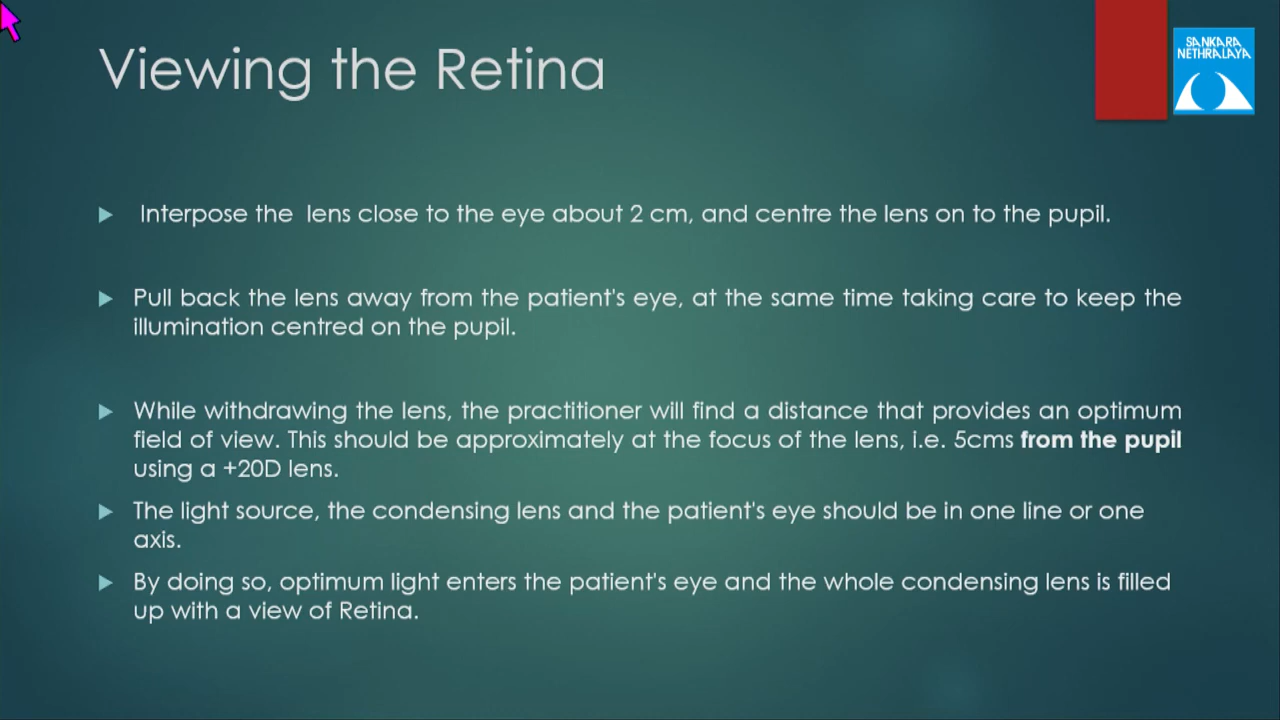 Viewing the Retina
SANKARA
NETHRALAYA
Interpose the lens close to the eye about 2 cm, and centre the lens on to the pupil.
Pull back the lens away from the patient's eye, at the same time taking care to keep the
illumination centred on the pupil.
While withdrawing the lens, the practitioner will find a distance that provides an optimum
field of view. This should be approximately at the focus of the lens, i.e. 5cms from the pupil
using a +20D lens.
The light source, the condensing lens and the patient's eye should be in one line or one
axis.
By doing so, optimum light enters the patient's eye and the whole condensing lens is filled
up with a view of Retina.